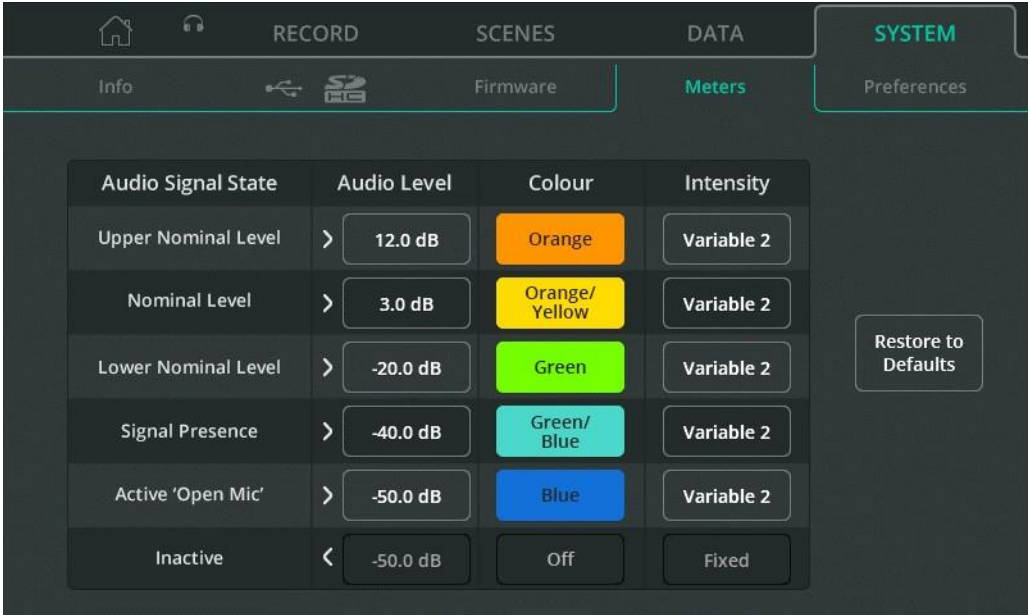 RECORD SCENES DATA SYSTEM
Info SD HC Firmware Meters Preferences
Audio Signal State Audio Level Colour Intensity
Upper Nominal Level > 12.0 dB Orange Variable 2
Nominal Level > 3.0 dB Orange/
Yellow Variable 2
Lower Nominal Level > -20.0 dB Green Variable 2
Signal Presence > -40.0 dB Green/
Blue Variable 2
Active ‘Open Mic’ > -50.0 dB Blue Variable 2
Inactive < -50.0 dB Off Fixed
Restore to
Defaults